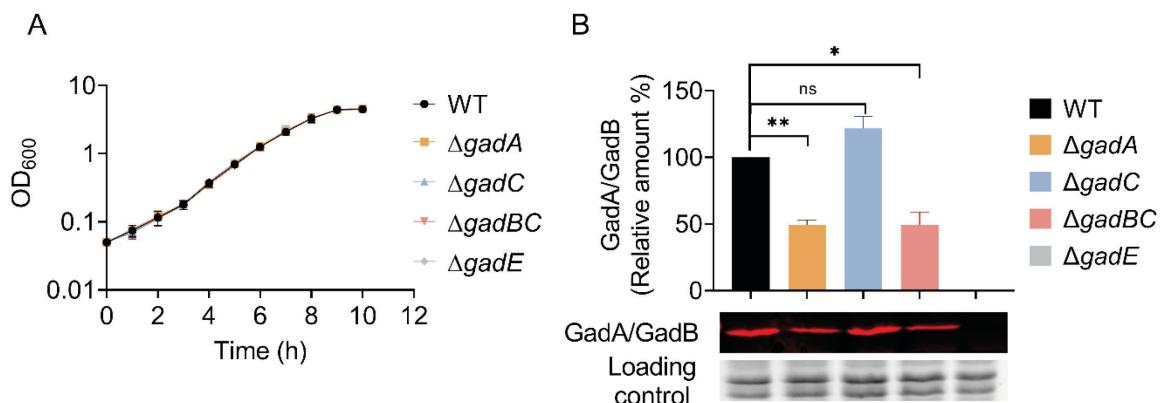 A
OD600
10
1
0.1
0.01
0 2 4 6 8 10 12
Time (h)
WT
ΔgadA
ΔgadC
ΔgadBC
ΔgadE
B
GadA/GadB
(Relative amount %)
150
100
50
0
*
ns
**
WT
ΔgadA
ΔgadC
ΔgadBC
ΔgadE
GadA/GadB
Loading
control